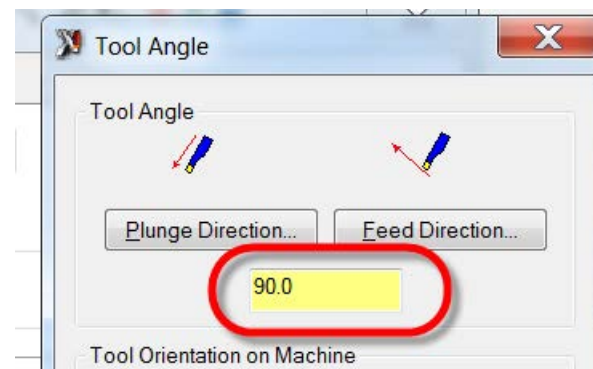 Tool Angle
Tool Angle
Plunge Direction... Feed Direction...
90.0
Tool Orientation on Machine